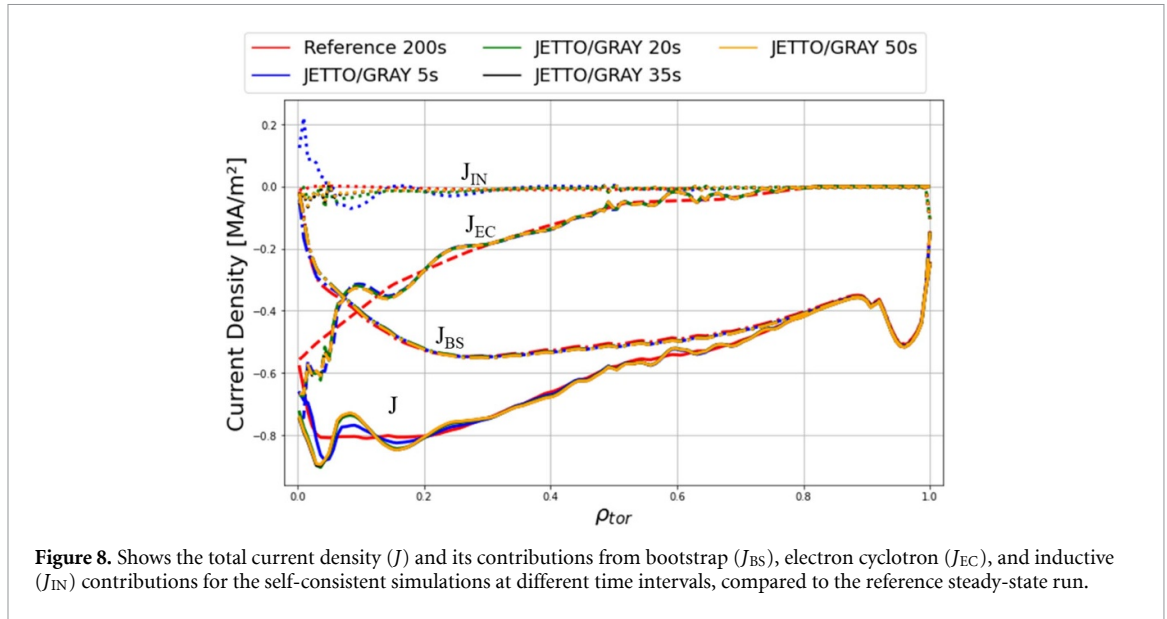 Reference 200s JETTO/GRAY 20s JETTO/GRAY 50s
JETTO/GRAY 5s JETTO/GRAY 35s
Current Density [MA/m²]
0.2
0.0
−0.2
−0.4
−0.6
−0.8
J_IN
J_EC
J_BS
J
0.0 0.2 0.4 0.6 0.8 1.0
ρ_tor
Figure 8. Shows the total current density (J) and its contributions from bootstrap (J_BS), electron cyclotron (J_EC), and inductive
(J_IN) contributions for the self-consistent simulations at different time intervals, compared to the reference steady-state run.